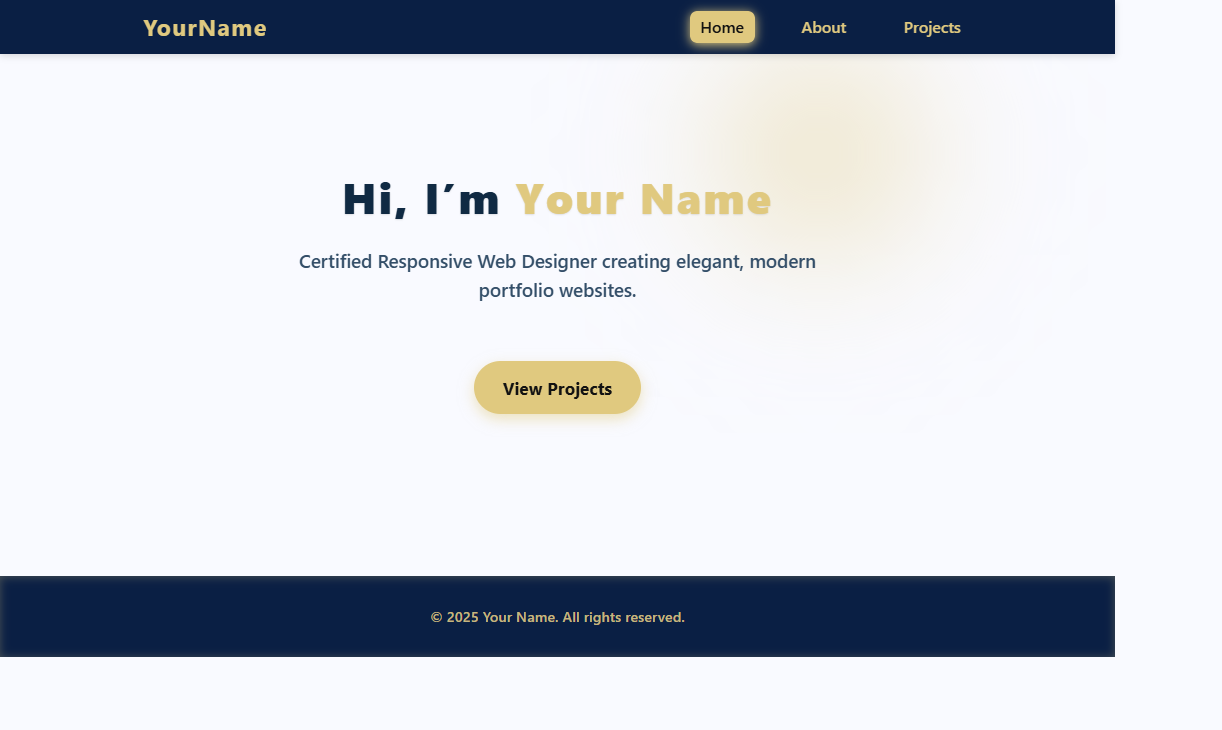 YourName
Home
About
Projects
Hi, I’m Your Name
Certified Responsive Web Designer creating elegant, modern
portfolio websites.
View Projects
© 2025 Your Name. All rights reserved.